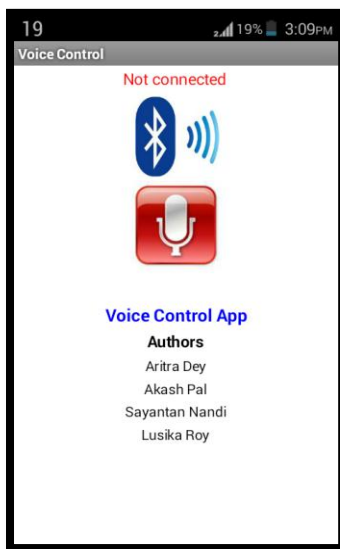 19 19% 3:09PM
Voice Control
Not connected
Voice Control App
Authors
Aritra Dey
Akash Pal
Sayantan Nandi
Lusika Roy